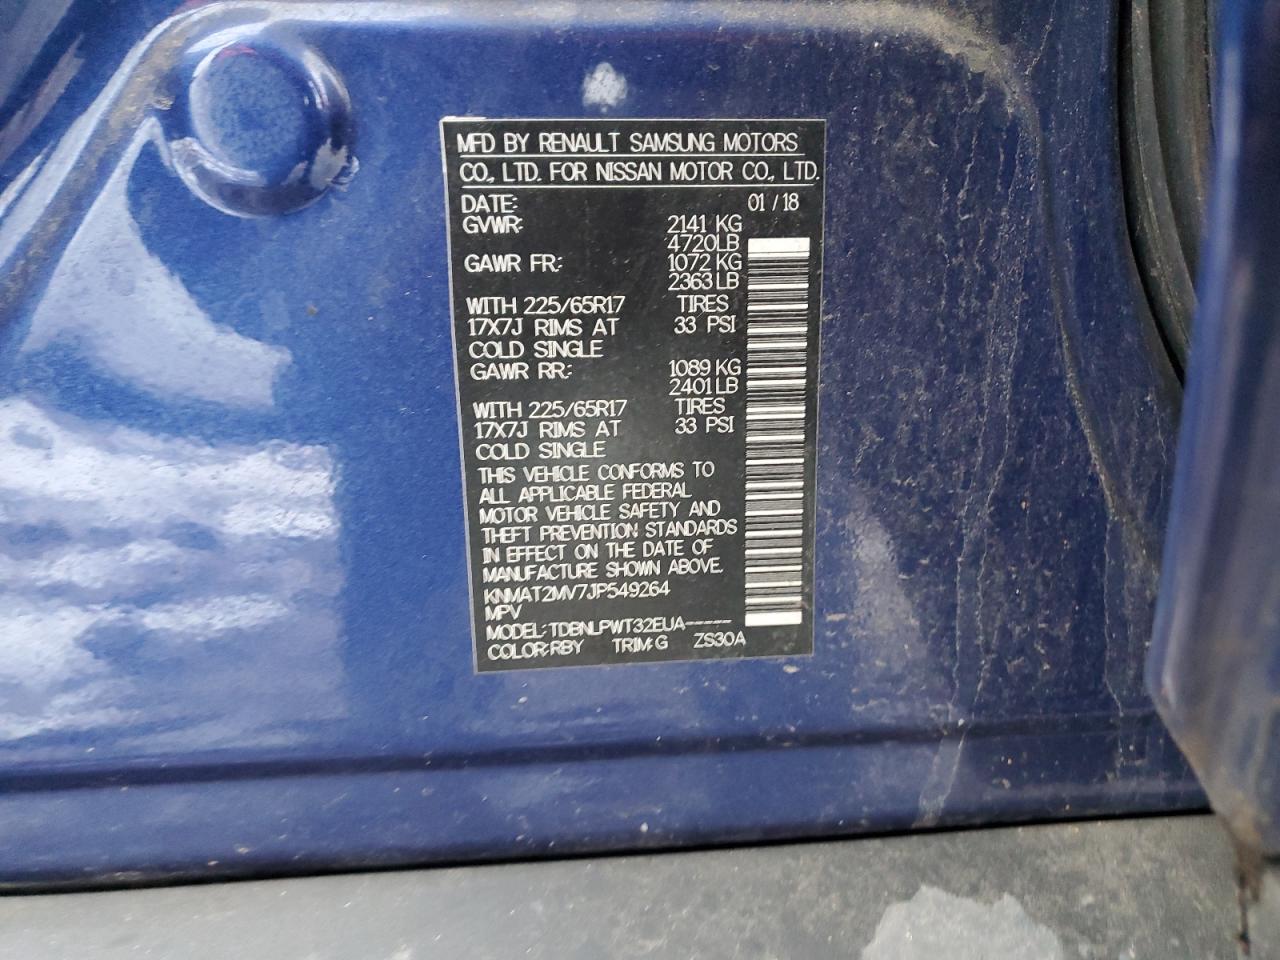 MFD BY RENAULT SAMSUNG MOTORS
CO., LTD. FOR NISSAN MOTOR CO., LTD.
DATE: 01 / 18
GVWR: 2141 KG
4720LB
GAWR FR: 1072 KG
2363LB
WITH 225/65R17 TIRES
17X7J RIMS AT 33 PSI
COLD SINGLE
GAWR RR: 1089 KG
2401LB
WITH 225/65R17 TIRES
17X7J RIMS AT 33 PSI
COLD SINGLE
THIS VEHICLE CONFORMS TO
ALL APPLICABLE FEDERAL
MOTOR VEHICLE SAFETY AND
THEFT PREVENTION STANDARDS
IN EFFECT ON THE DATE OF
MANUFACTURE SHOWN ABOVE.
KNMAT2MV7JP549264
MPV
MODEL: TDBNLPWT32EUA-----
COLOR:RBY TRIM:G ZS30A